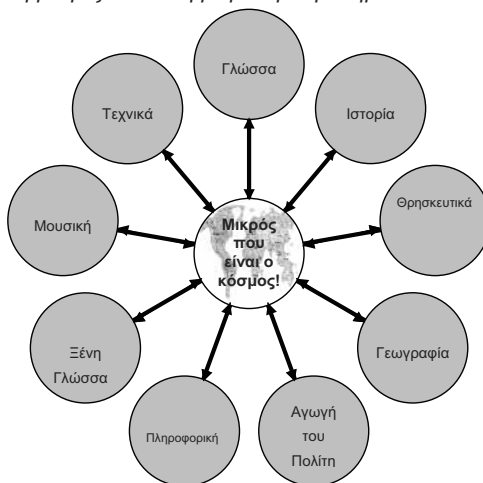 Γλώσσα
Ιστορία
Θρησκευτικά
Γεωγραφία
Αγωγή
του
Πολίτη
Πληροφορική
Ξένη
Γλώσσα
Μουσική
Τεχνικά
Μικρός
που
είναι ο
κόσμος!